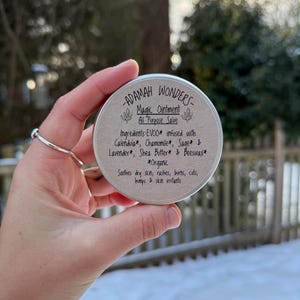 -ADAMAH WONDERS-
Magic Ointment
All Purpose Salve
Ingredients: EVOO* infused with
Calendula*, Chamomile*, Sage* &
Lavender*, Shea Butter* & Beeswax*
*Organic
Soothes dry skin, rashes, burns, cuts,
bumps & skin irritants